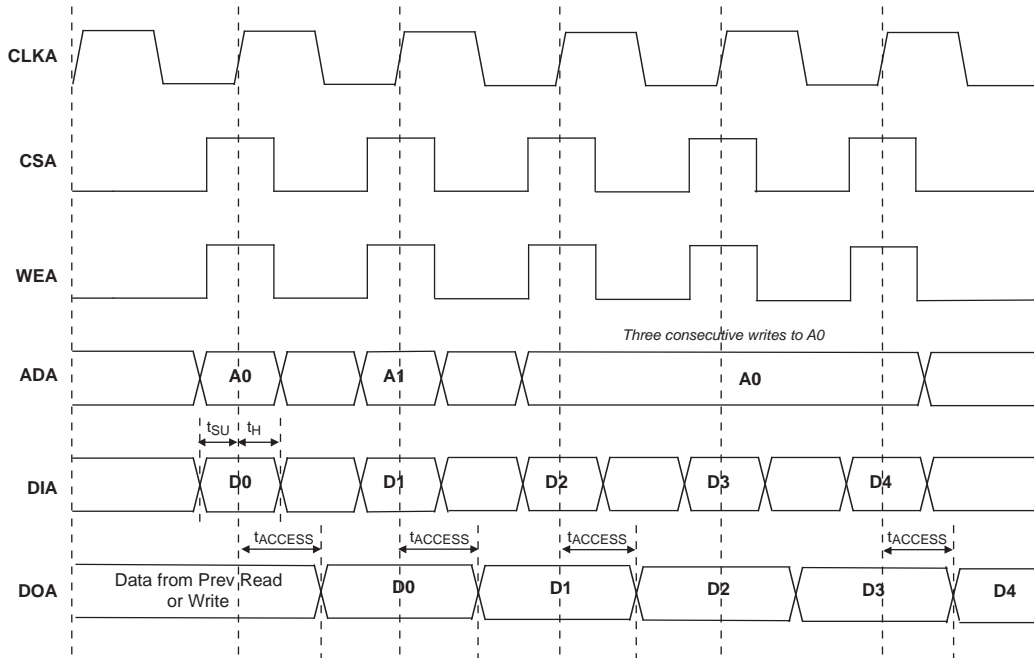 CLKA
CSA
WEA
Three consecutive writes to A0
ADA
A0
A1
A0
tSU
tH
DIA
D0
D1
D2
D3
D4
tACCESS
tACCESS
tACCESS
tACCESS
DOA
Data from Prev Read
or Write
D0
D1
D2
D3
D4